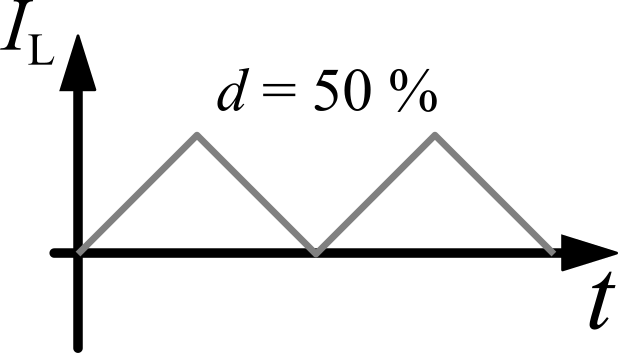 I_L
d = 50 %
t